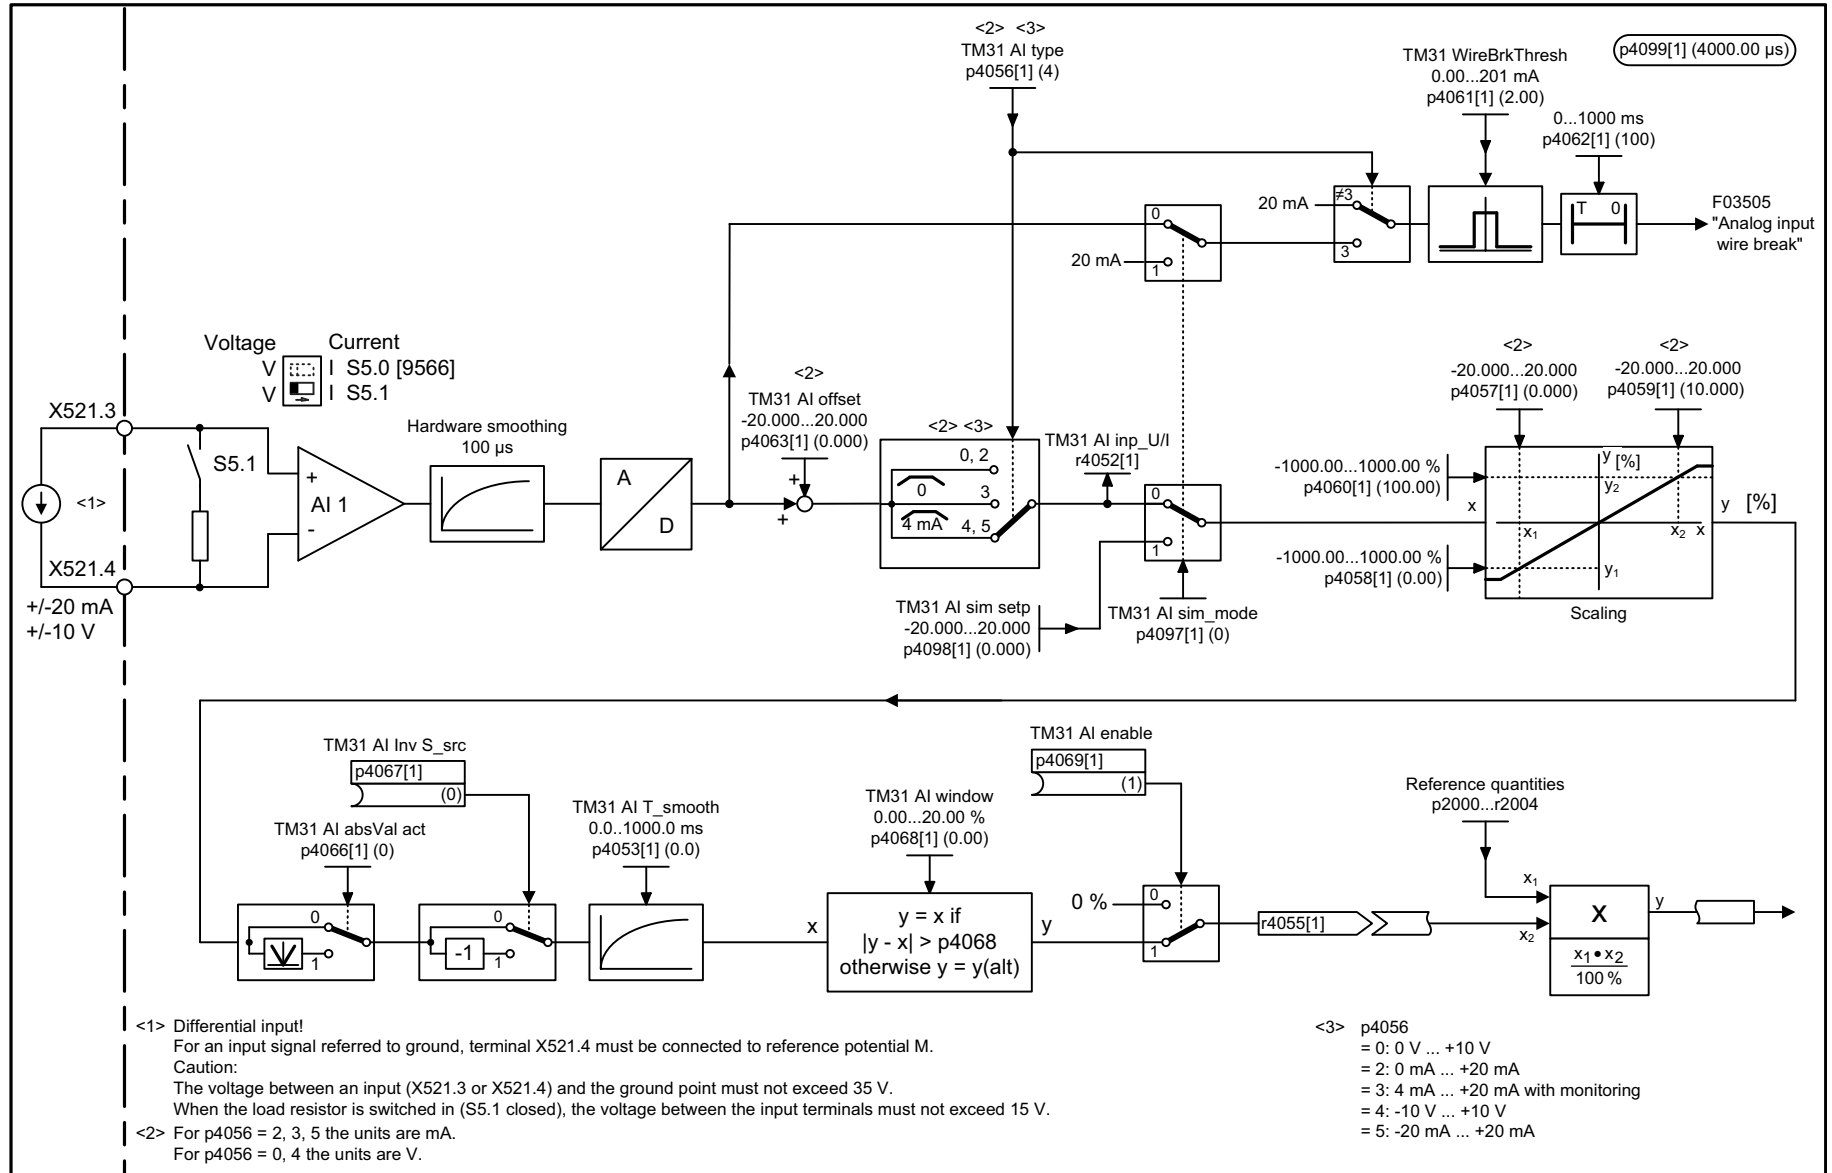 <2> <3>
TM31 AI type
p4056[1] (4)
TM31 WireBrkThresh
0.00...201 mA
p4061[1] (2.00)
p4099[1] (4000.00 µs)
0...1000 ms
p4062[1] (100)
20 mA
≠3
3
T 0
F03505
"Analog input
wire break"
0
20 mA
1
Voltage Current
V I S5.0 [9566]
V I S5.1
<2>
TM31 AI offset
-20.000...20.000
p4063[1] (0.000)
<2>
-20.000...20.000
p4057[1] (0.000)
<2>
-20.000...20.000
p4059[1] (10.000)
X521.3
Hardware smoothing
100 µs
<2> <3>
TM31 AI inp_U/I
r4052[1]
S5.1
<1>
+
AI 1
-
A
D
+
+
0, 2
0
3
4 mA
4, 5
0
1
-1000.00...1000.00 %
p4060[1] (100.00)
x
y [%]
y2
x1
x2 x
y1
y [%]
-1000.00...1000.00 %
p4058[1] (0.00)
Scaling
X521.4
+/-20 mA
+/-10 V
TM31 AI sim setp
-20.000...20.000
p4098[1] (0.000)
TM31 AI sim_mode
p4097[1] (0)
TM31 AI Inv S_src
p4067[1]
(0)
TM31 AI enable
p4069[1]
(1)
TM31 AI absVal act
p4066[1] (0)
TM31 AI T_smooth
0.0..1000.0 ms
p4053[1] (0.0)
TM31 AI window
0.00...20.00 %
p4068[1] (0.00)
Reference quantities
p2000...r2004
0
1
0
-1
1
x
y = x if
|y - x| > p4068
otherwise y = y(alt)
y
0 %
0
1
r4055[1]
x1
x2
X
x1 • x2
100 %
y
<1> Differential input!
For an input signal referred to ground, terminal X521.4 must be connected to reference potential M.
Caution:
The voltage between an input (X521.3 or X521.4) and the ground point must not exceed 35 V.
When the load resistor is switched in (S5.1 closed), the voltage between the input terminals must not exceed 15 V.
<2> For p4056 = 2, 3, 5 the units are mA.
For p4056 = 0, 4 the units are V.
<3> p4056
= 0: 0 V ... +10 V
= 2: 0 mA ... +20 mA
= 3: 4 mA ... +20 mA with monitoring
= 4: -10 V ... +10 V
= 5: -20 mA ... +20 mA